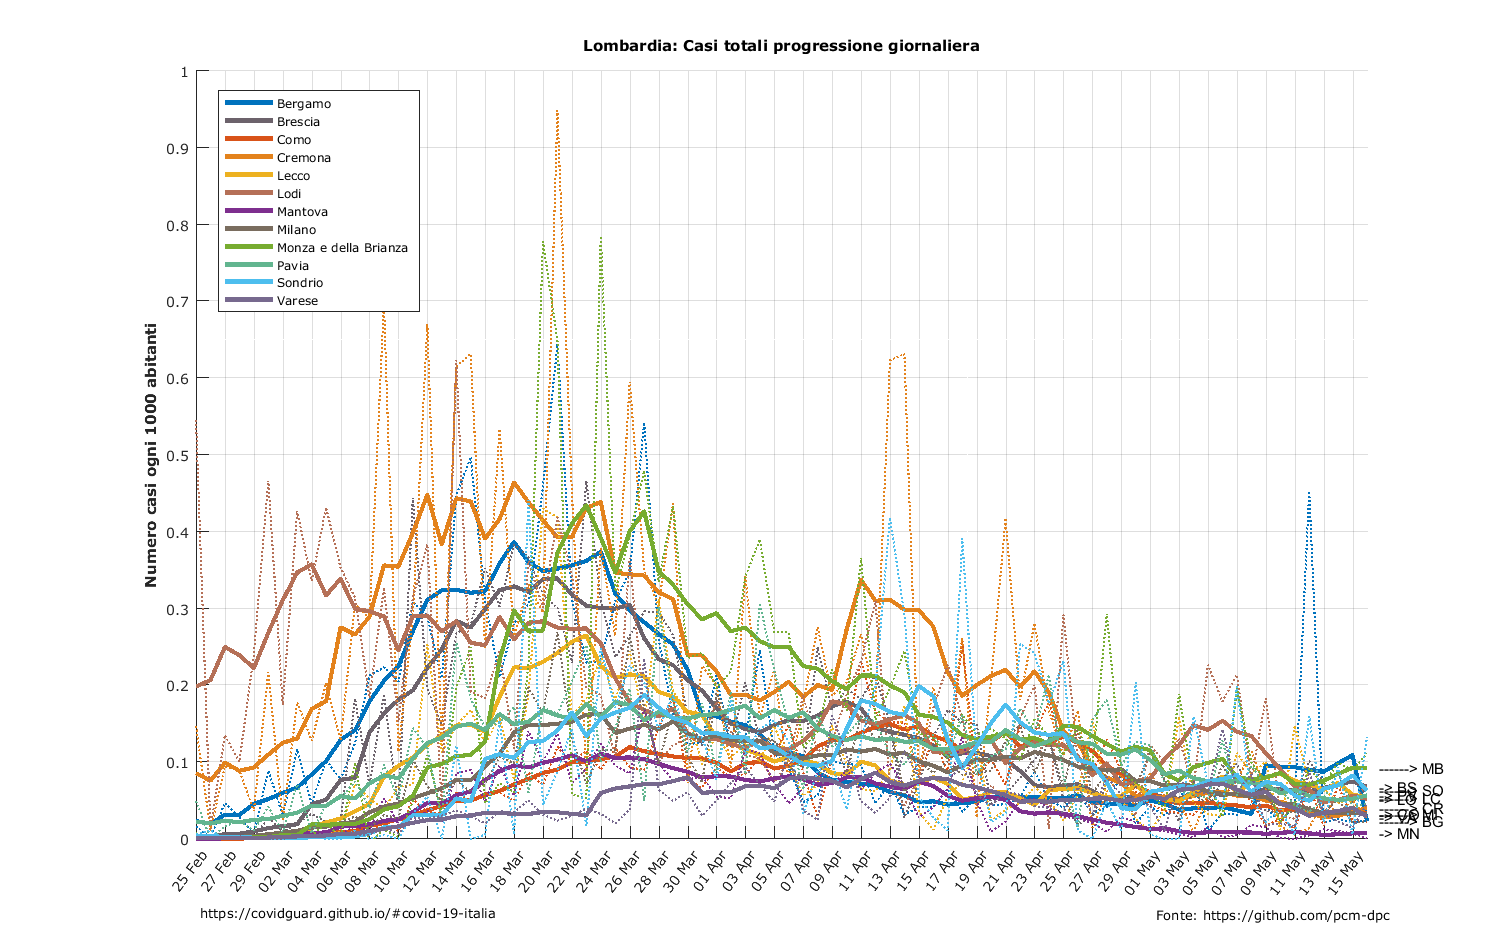 Lombardia: Casi totali progressione giornaliera
Numero casi ogni 1000 abitanti
1
0.9
0.8
0.7
0.6
0.5
0.4
0.3
0.2
0.1
0
Bergamo
Brescia
Como
Cremona
Lecco
Lodi
Mantova
Milano
Monza e della Brianza
Pavia
Sondrio
Varese
------> MB
SO
LC
CR
BG
-> MN
25 Feb
27 Feb
29 Feb
02 Mar
04 Mar
06 Mar
08 Mar
10 Mar
12 Mar
14 Mar
16 Mar
18 Mar
20 Mar
22 Mar
24 Mar
26 Mar
28 Mar
30 Mar
01 Apr
03 Apr
05 Apr
07 Apr
09 Apr
11 Apr
13 Apr
15 Apr
17 Apr
19 Apr
21 Apr
23 Apr
25 Apr
27 Apr
29 Apr
01 May
03 May
05 May
07 May
09 May
11 May
13 May
15 May
https://covidguard.github.io/#covid-19-italia
Fonte: https://github.com/pcm-dpc